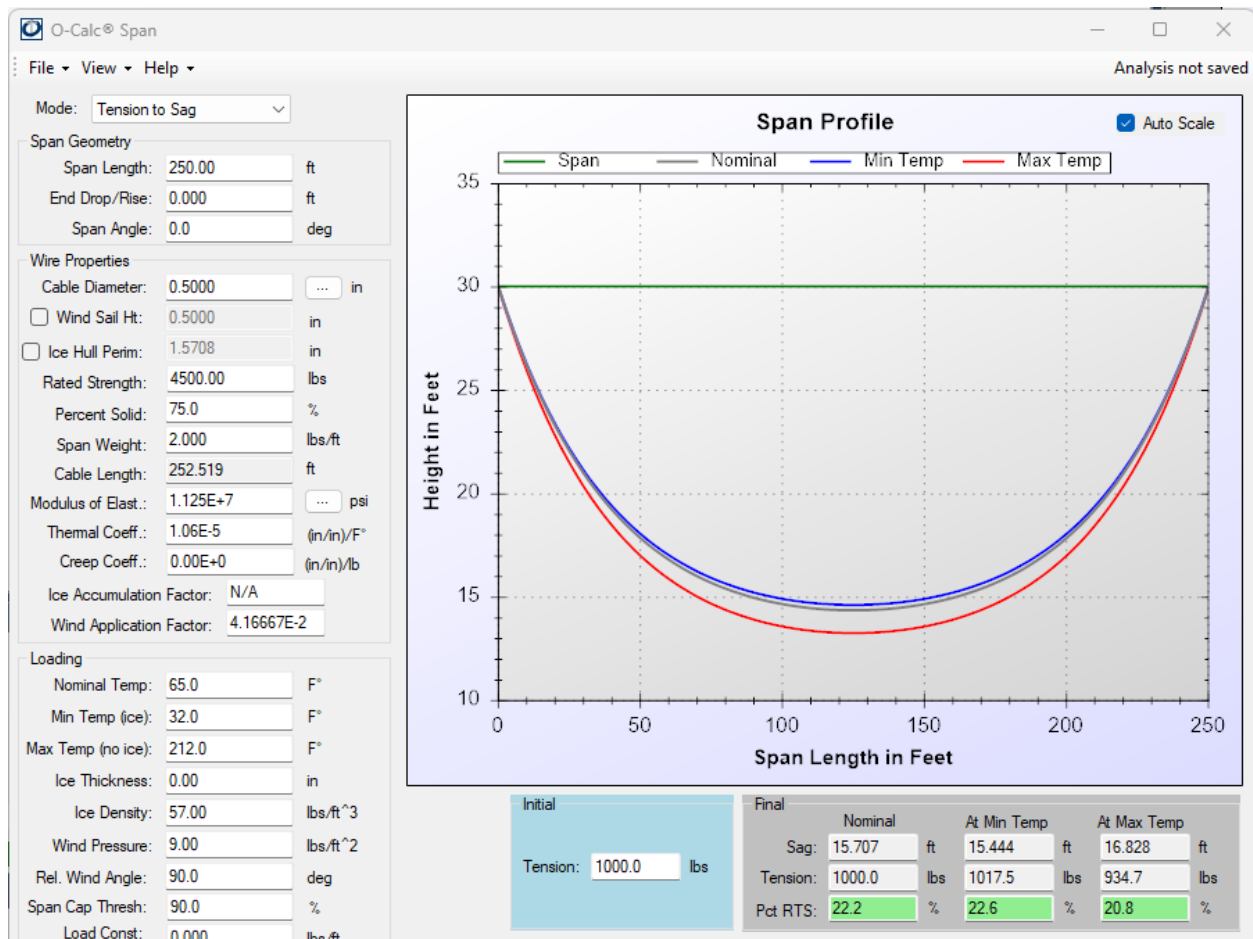 O-Calc® Span
File View Help Analysis not saved
Mode: Tension to Sag
Span Geometry
Span Length: 250.00 ft
End Drop/Rise: 0.000 ft
Span Angle: 0.0 deg
Wire Properties
Cable Diameter: 0.5000 ... in
Wind Sail Ht: 0.5000 in
Ice Hull Perim: 1.5708 in
Rated Strength: 4500.00 lbs
Percent Solid: 75.0 %
Span Weight: 2.000 lbs/ft
Cable Length: 252.519 ft
Modulus of Elast.: 1.125E+7 ... psi
Thermal Coeff.: 1.06E-5 (in/in)/F°
Creep Coeff.: 0.00E+0 (in/in)/lb
Ice Accumulation Factor: N/A
Wind Application Factor: 4.16667E-2
Loading
Nominal Temp: 65.0 F°
Min Temp (ice): 32.0 F°
Max Temp (no ice): 212.0 F°
Ice Thickness: 0.00 in
Ice Density: 57.00 lbs/ft^3
Wind Pressure: 9.00 lbs/ft^2
Rel. Wind Angle: 90.0 deg
Span Cap Thresh: 90.0 %
Load Const: 0.000 lbs/ft
Span Profile
Auto Scale
Span Nominal Min Temp Max Temp
35
30
25
20
15
10
Height in Feet
0 50 100 150 200 250
Span Length in Feet
Initial
Tension: 1000.0 lbs
Final
Nominal At Min Temp At Max Temp
Sag: 15.707 ft 15.444 ft 16.828 ft
Tension: 1000.0 lbs 1017.5 lbs 934.7 lbs
Pct RTS: 22.2 % 22.6 % 20.8 %